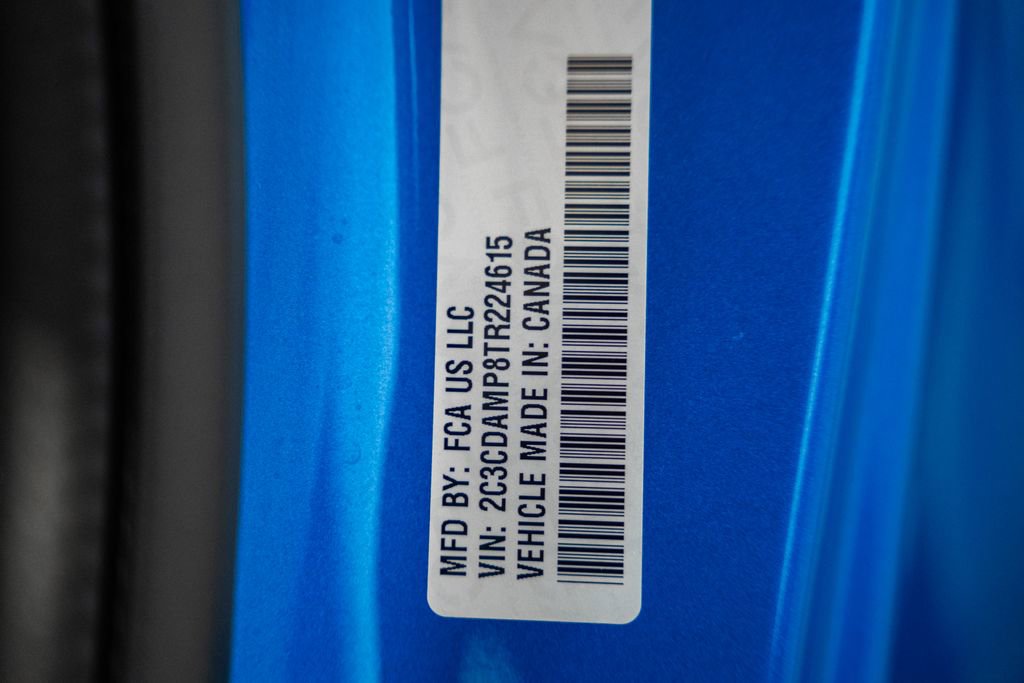 MFD BY: FCA US LLC
VIN: 2C3CDAMP8TR224615
VEHICLE MADE IN: CANADA